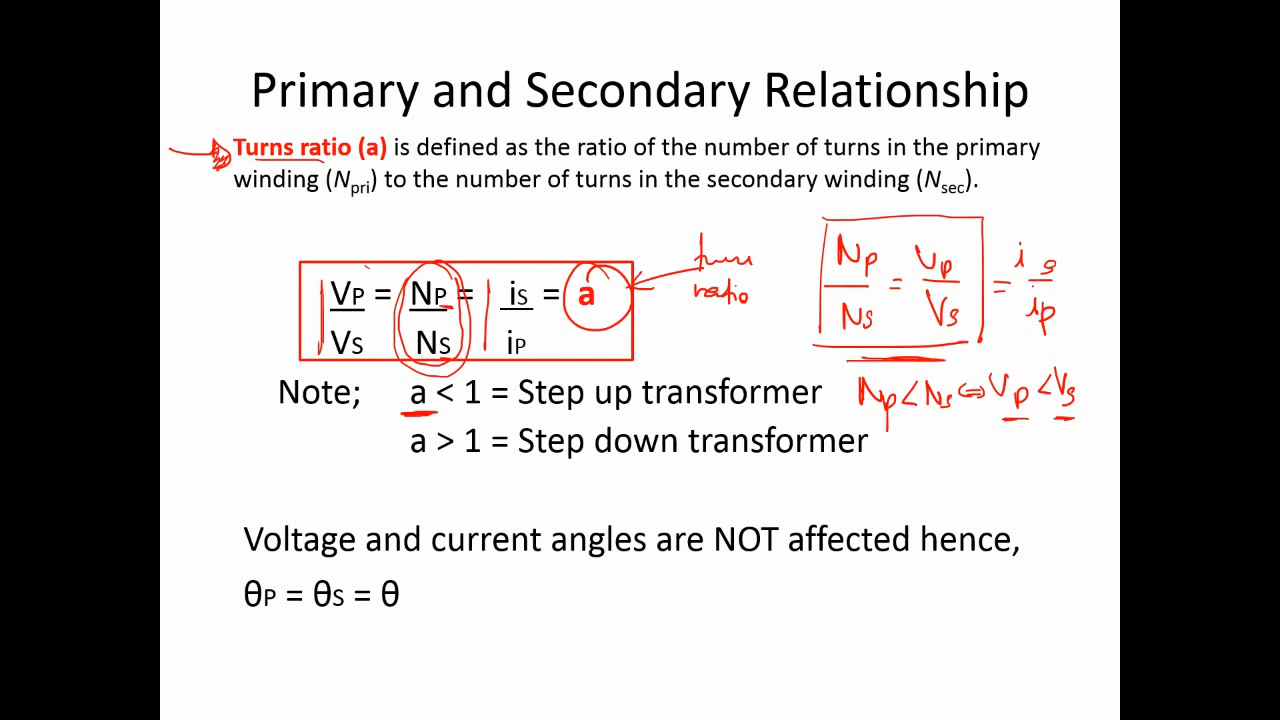 Primary and Secondary Relationship
Turns ratio (a) is defined as the ratio of the number of turns in the primary
winding (Npri) to the number of turns in the secondary winding (Nsec).
VP = NP = iS = a
VS NS iP
turn
ratio
Np = Vp = is
Ns Vs ip
Note; a < 1 = Step up transformer
Np < Ns ⇔ Vp < Vs
a > 1 = Step down transformer
Voltage and current angles are NOT affected hence,
θP = θS = θ